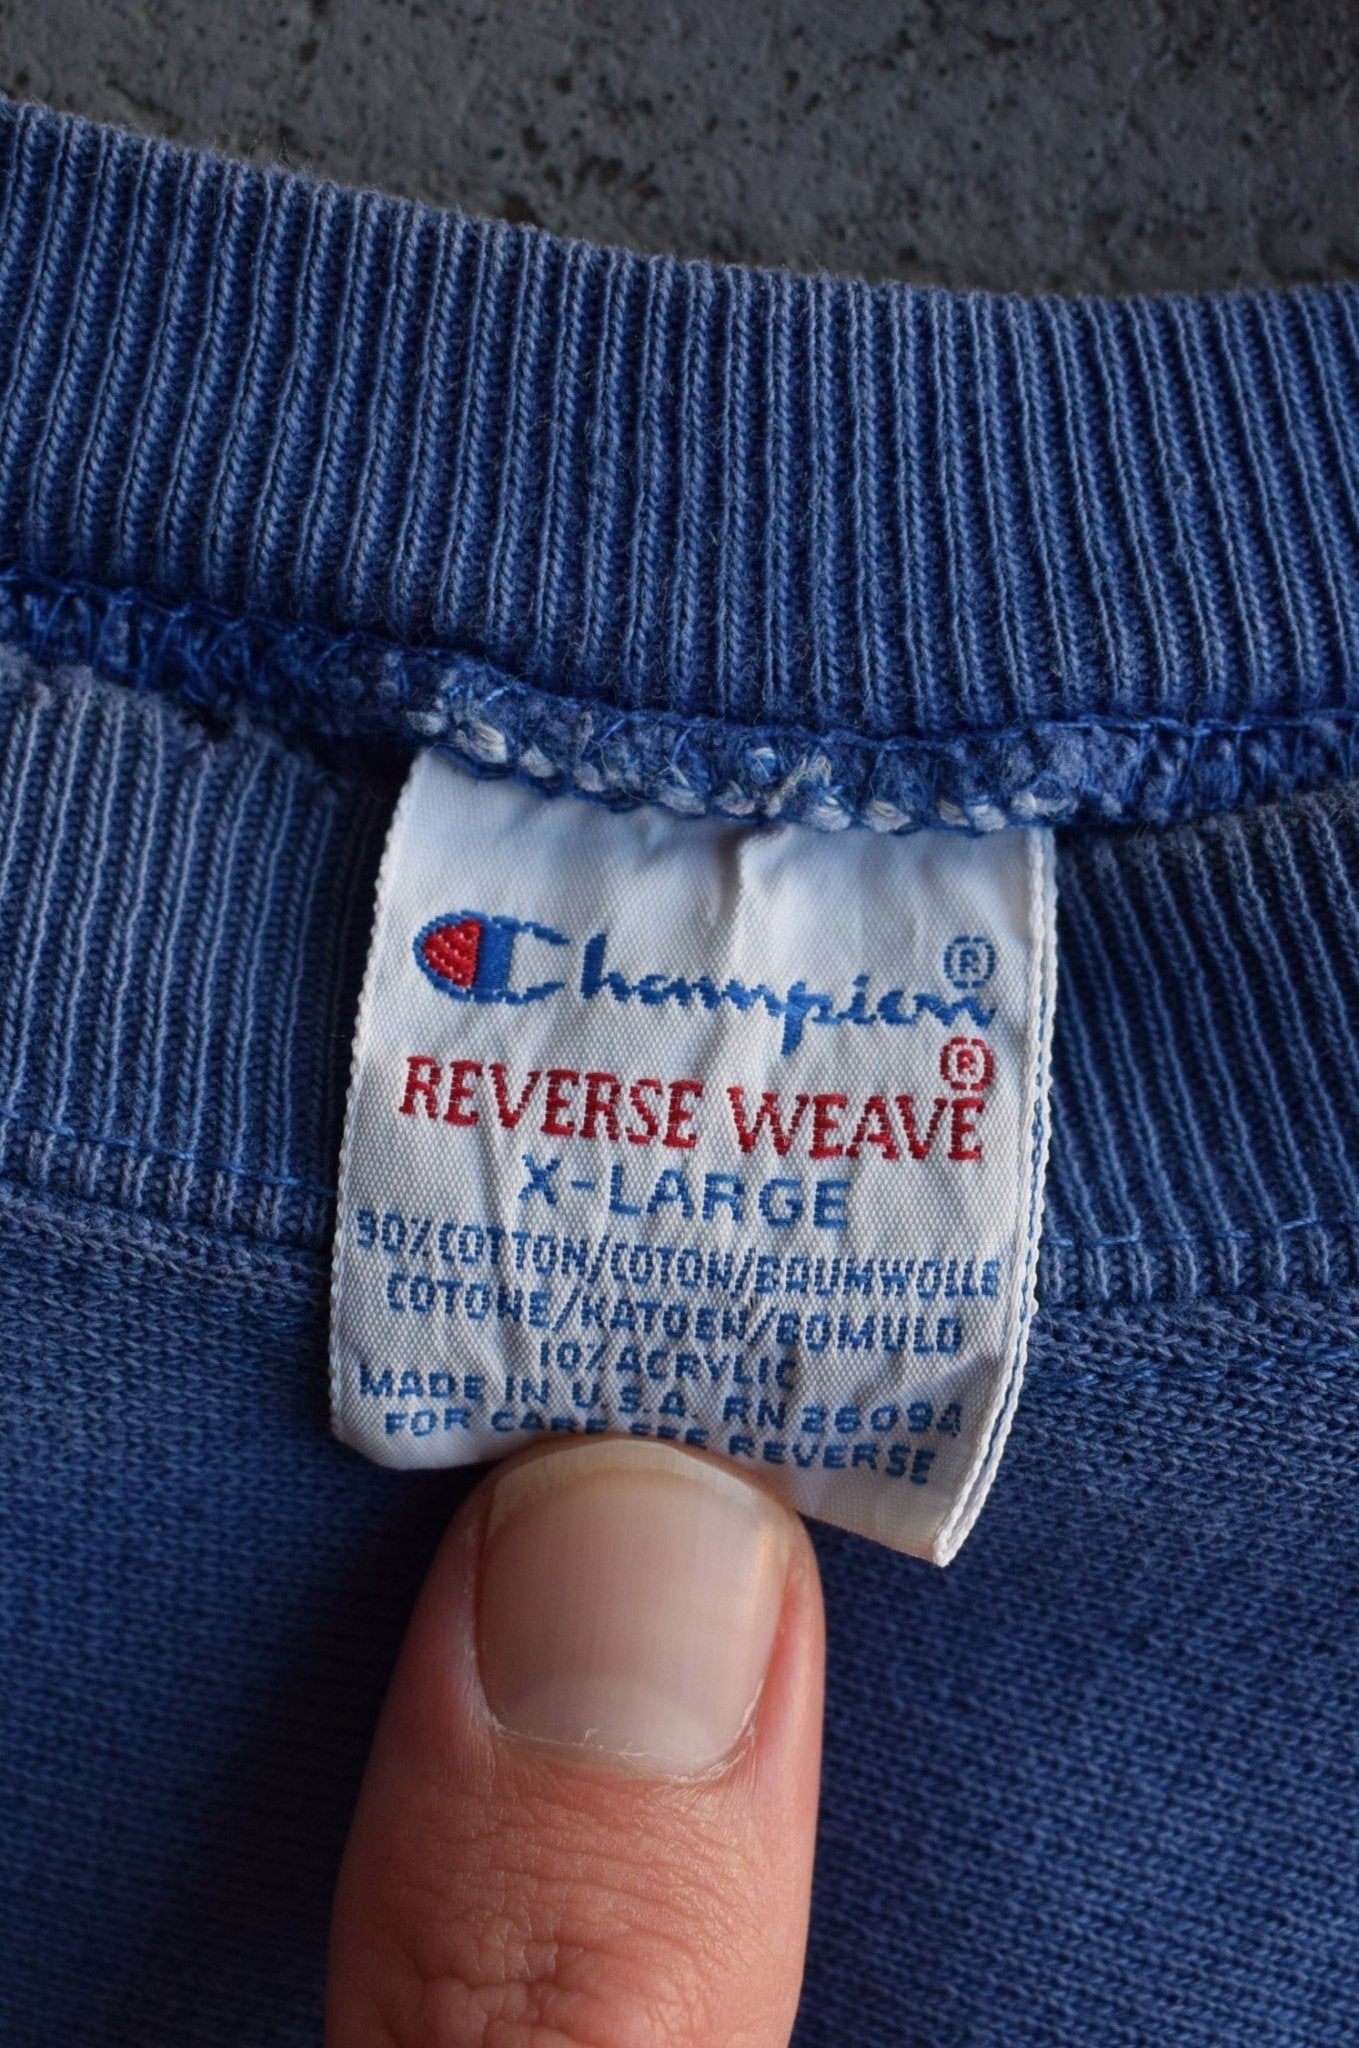 Champion ®
REVERSE WEAVE ®
X-LARGE
90% COTTON/COTON/BAUMWOLLE
COTONE/KATOEN/BOMULD
10% ACRYLIC
MADE IN U.S.A. RN 26094
FOR CARE SEE REVERSE